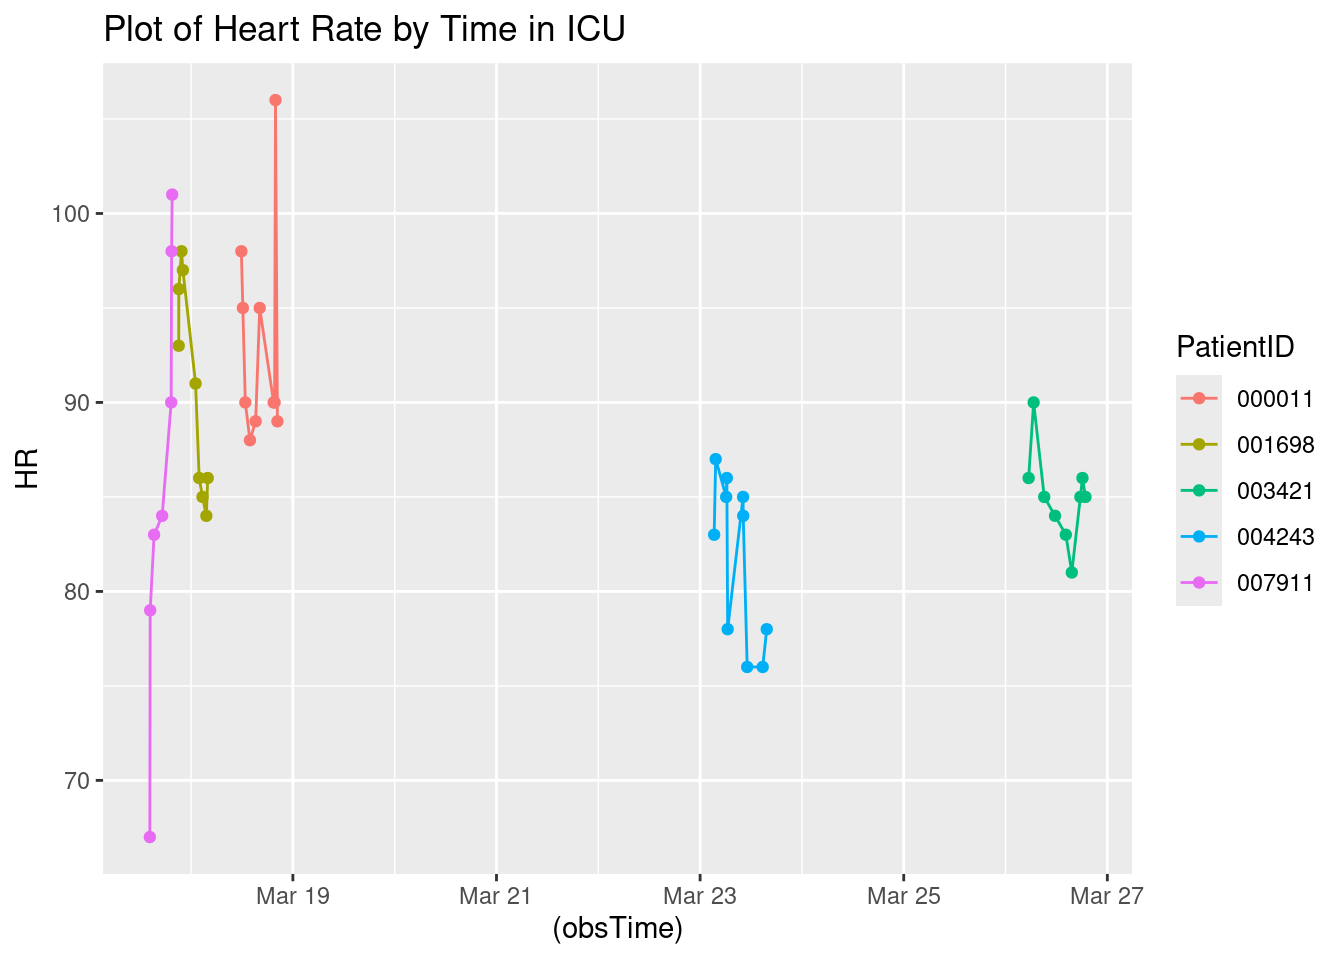 Plot of Heart Rate by Time in ICU
HR
100
90
80
70
Mar 19
Mar 21
Mar 23
Mar 25
Mar 27
(obsTime)
PatientID
000011
001698
003421
004243
007911